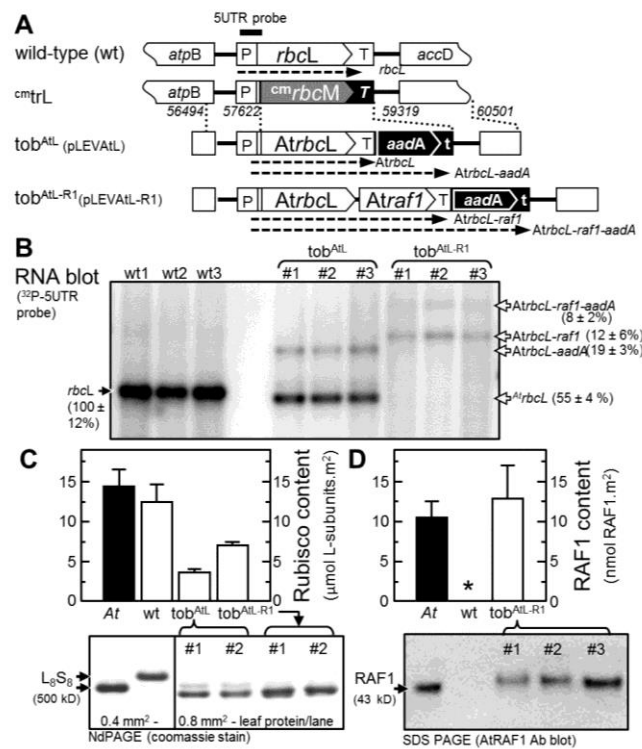 A
5UTR probe
wild-type (wt)
atpB P rbcL T accD
rbcL
cmtrL
atpB P cmrbcM T
56494 57622 59319 60501
tobAtL (pLEVAtL)
P AtrbcL T aadA t
AtrbcL
AtrbcL-aadA
tobAtL-R1(pLEVAtL-R1)
P AtrbcL Atraf1 T aadA t
AtrbcL-raf1
AtrbcL-raf1-aadA
B
tobAtL tobAtL-R1
RNA blot wt1 wt2 wt3 #1 #2 #3 #1 #2 #3
(32P-5UTR
probe)
AtrbcL-raf1-aadA
(8 ± 2%)
AtrbcL-raf1 (12 ± 6%)
AtrbcL-aadA (19 ± 3%)
rbcL
(100 ±
12%)
AtrbcL (55 ± 4 %)
C
15 15
10 10
5 5
0 0
Rubisco content
(µmol L-subunits.m2)
At wt tobAtL tobAtL-R1
#1 #2 #1 #2
L8S8
(500 kD)
0.4 mm2 - 0.8 mm2 - leaf protein/lane
NdPAGE (coomassie stain)
D
15 15
10 10
5 5
0 0
*
RAF1 content
(nmol RAF1.m2)
At wt tobAtL-R1
#1 #2 #3
RAF1
(43 kD)
SDS PAGE (AtRAF1 Ab blot)